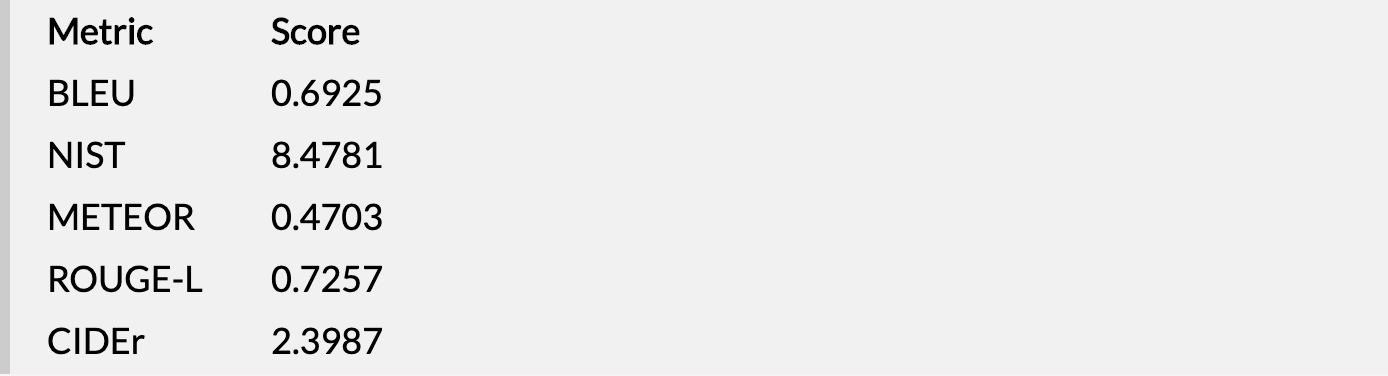 Metric Score
BLEU 0.6925
NIST 8.4781
METEOR 0.4703
ROUGE-L 0.7257
CIDEr 2.3987